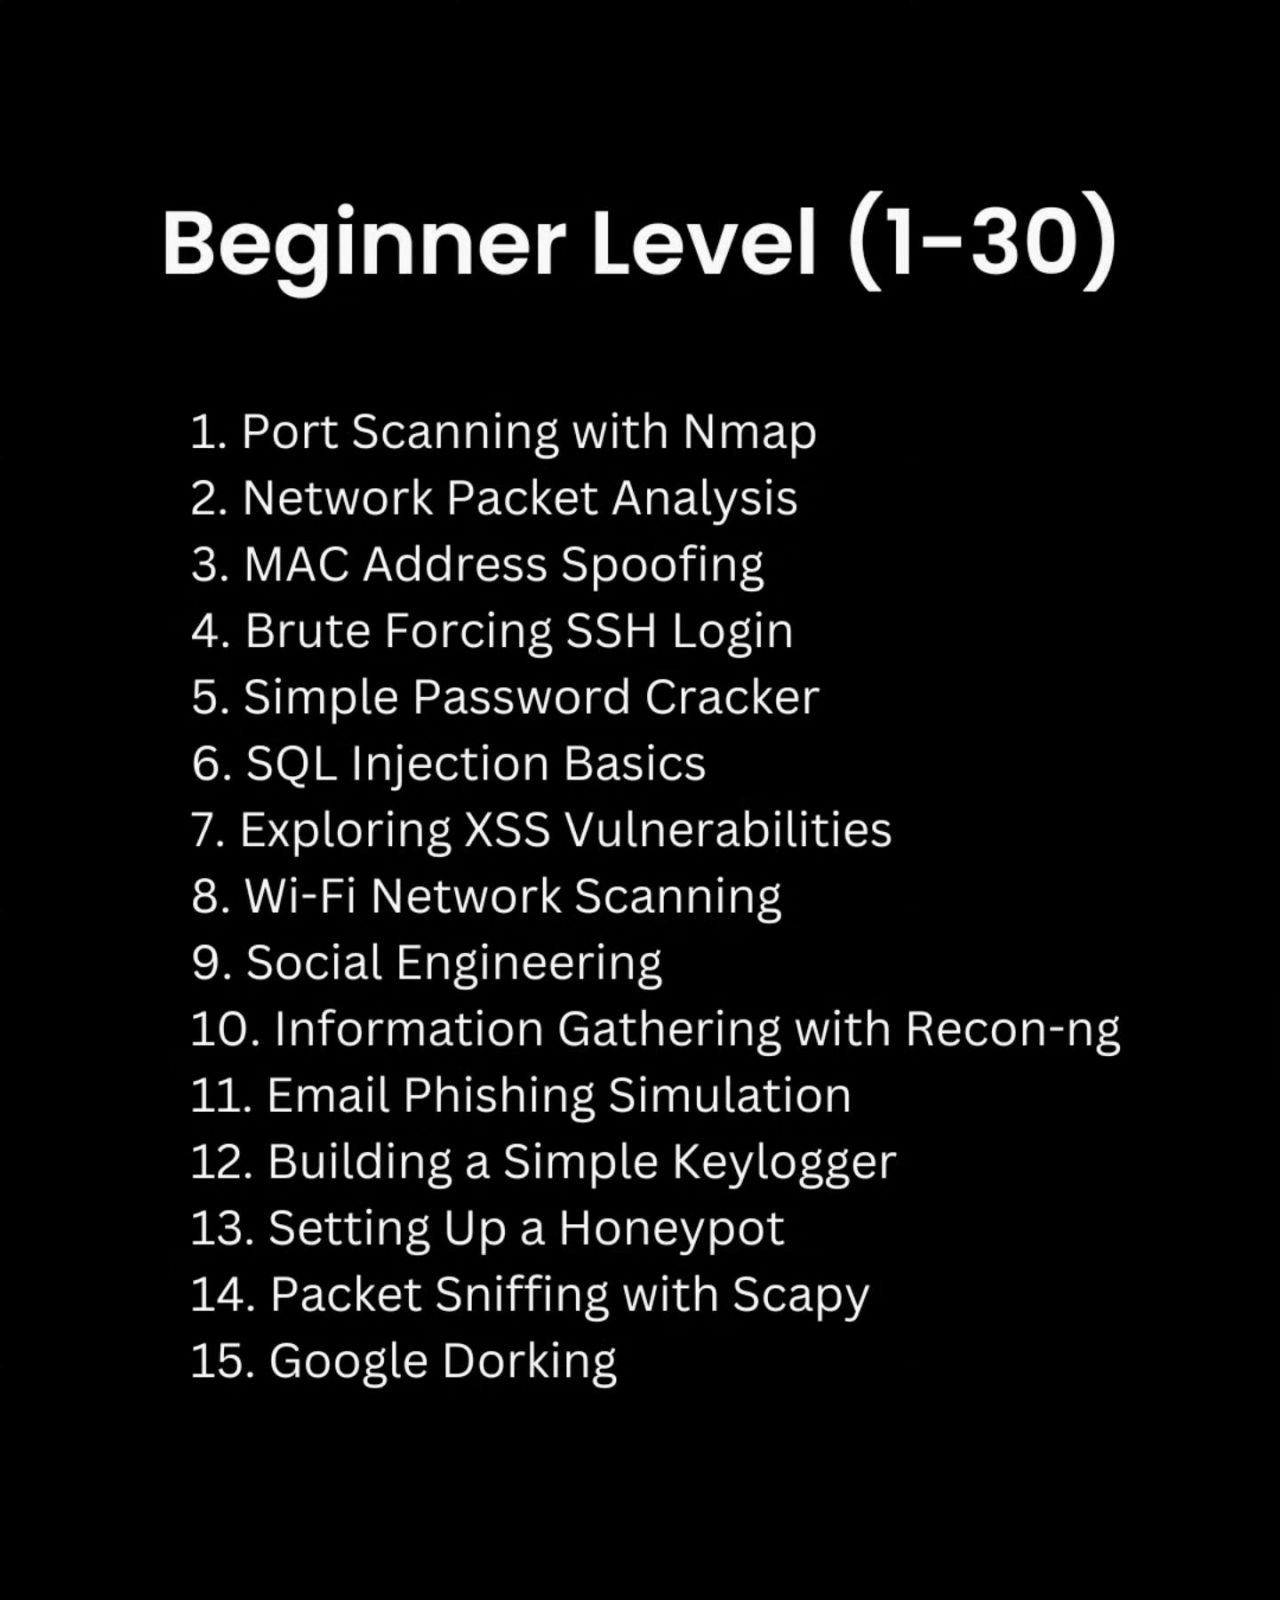 Beginner Level (1-30)
1. Port Scanning with Nmap
2. Network Packet Analysis
3. MAC Address Spoofing
4. Brute Forcing SSH Login
5. Simple Password Cracker
6. SQL Injection Basics
7. Exploring XSS Vulnerabilities
8. Wi-Fi Network Scanning
9. Social Engineering
10. Information Gathering with Recon-ng
11. Email Phishing Simulation
12. Building a Simple Keylogger
13. Setting Up a Honeypot
14. Packet Sniffing with Scapy
15. Google Dorking